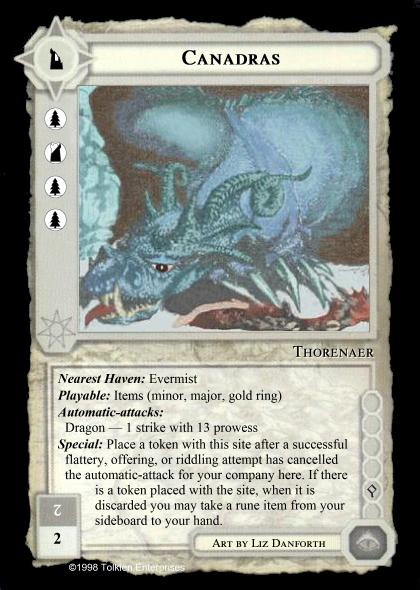 CANADRAS
THORENAER
Nearest Haven: Evermist
Playable: Items (minor, major, gold ring)
Automatic-attacks:
Dragon — 1 strike with 13 prowess
Special: Place a token with this site after a successful
flattery, offering, or riddling attempt has cancelled
the automatic-attack for your company here. If there
is a token placed with the site, when it is
discarded you may take a rune item from your
sideboard to your hand.
2
2
ART BY LIZ DANFORTH
©1998 Tolkien Enterprises